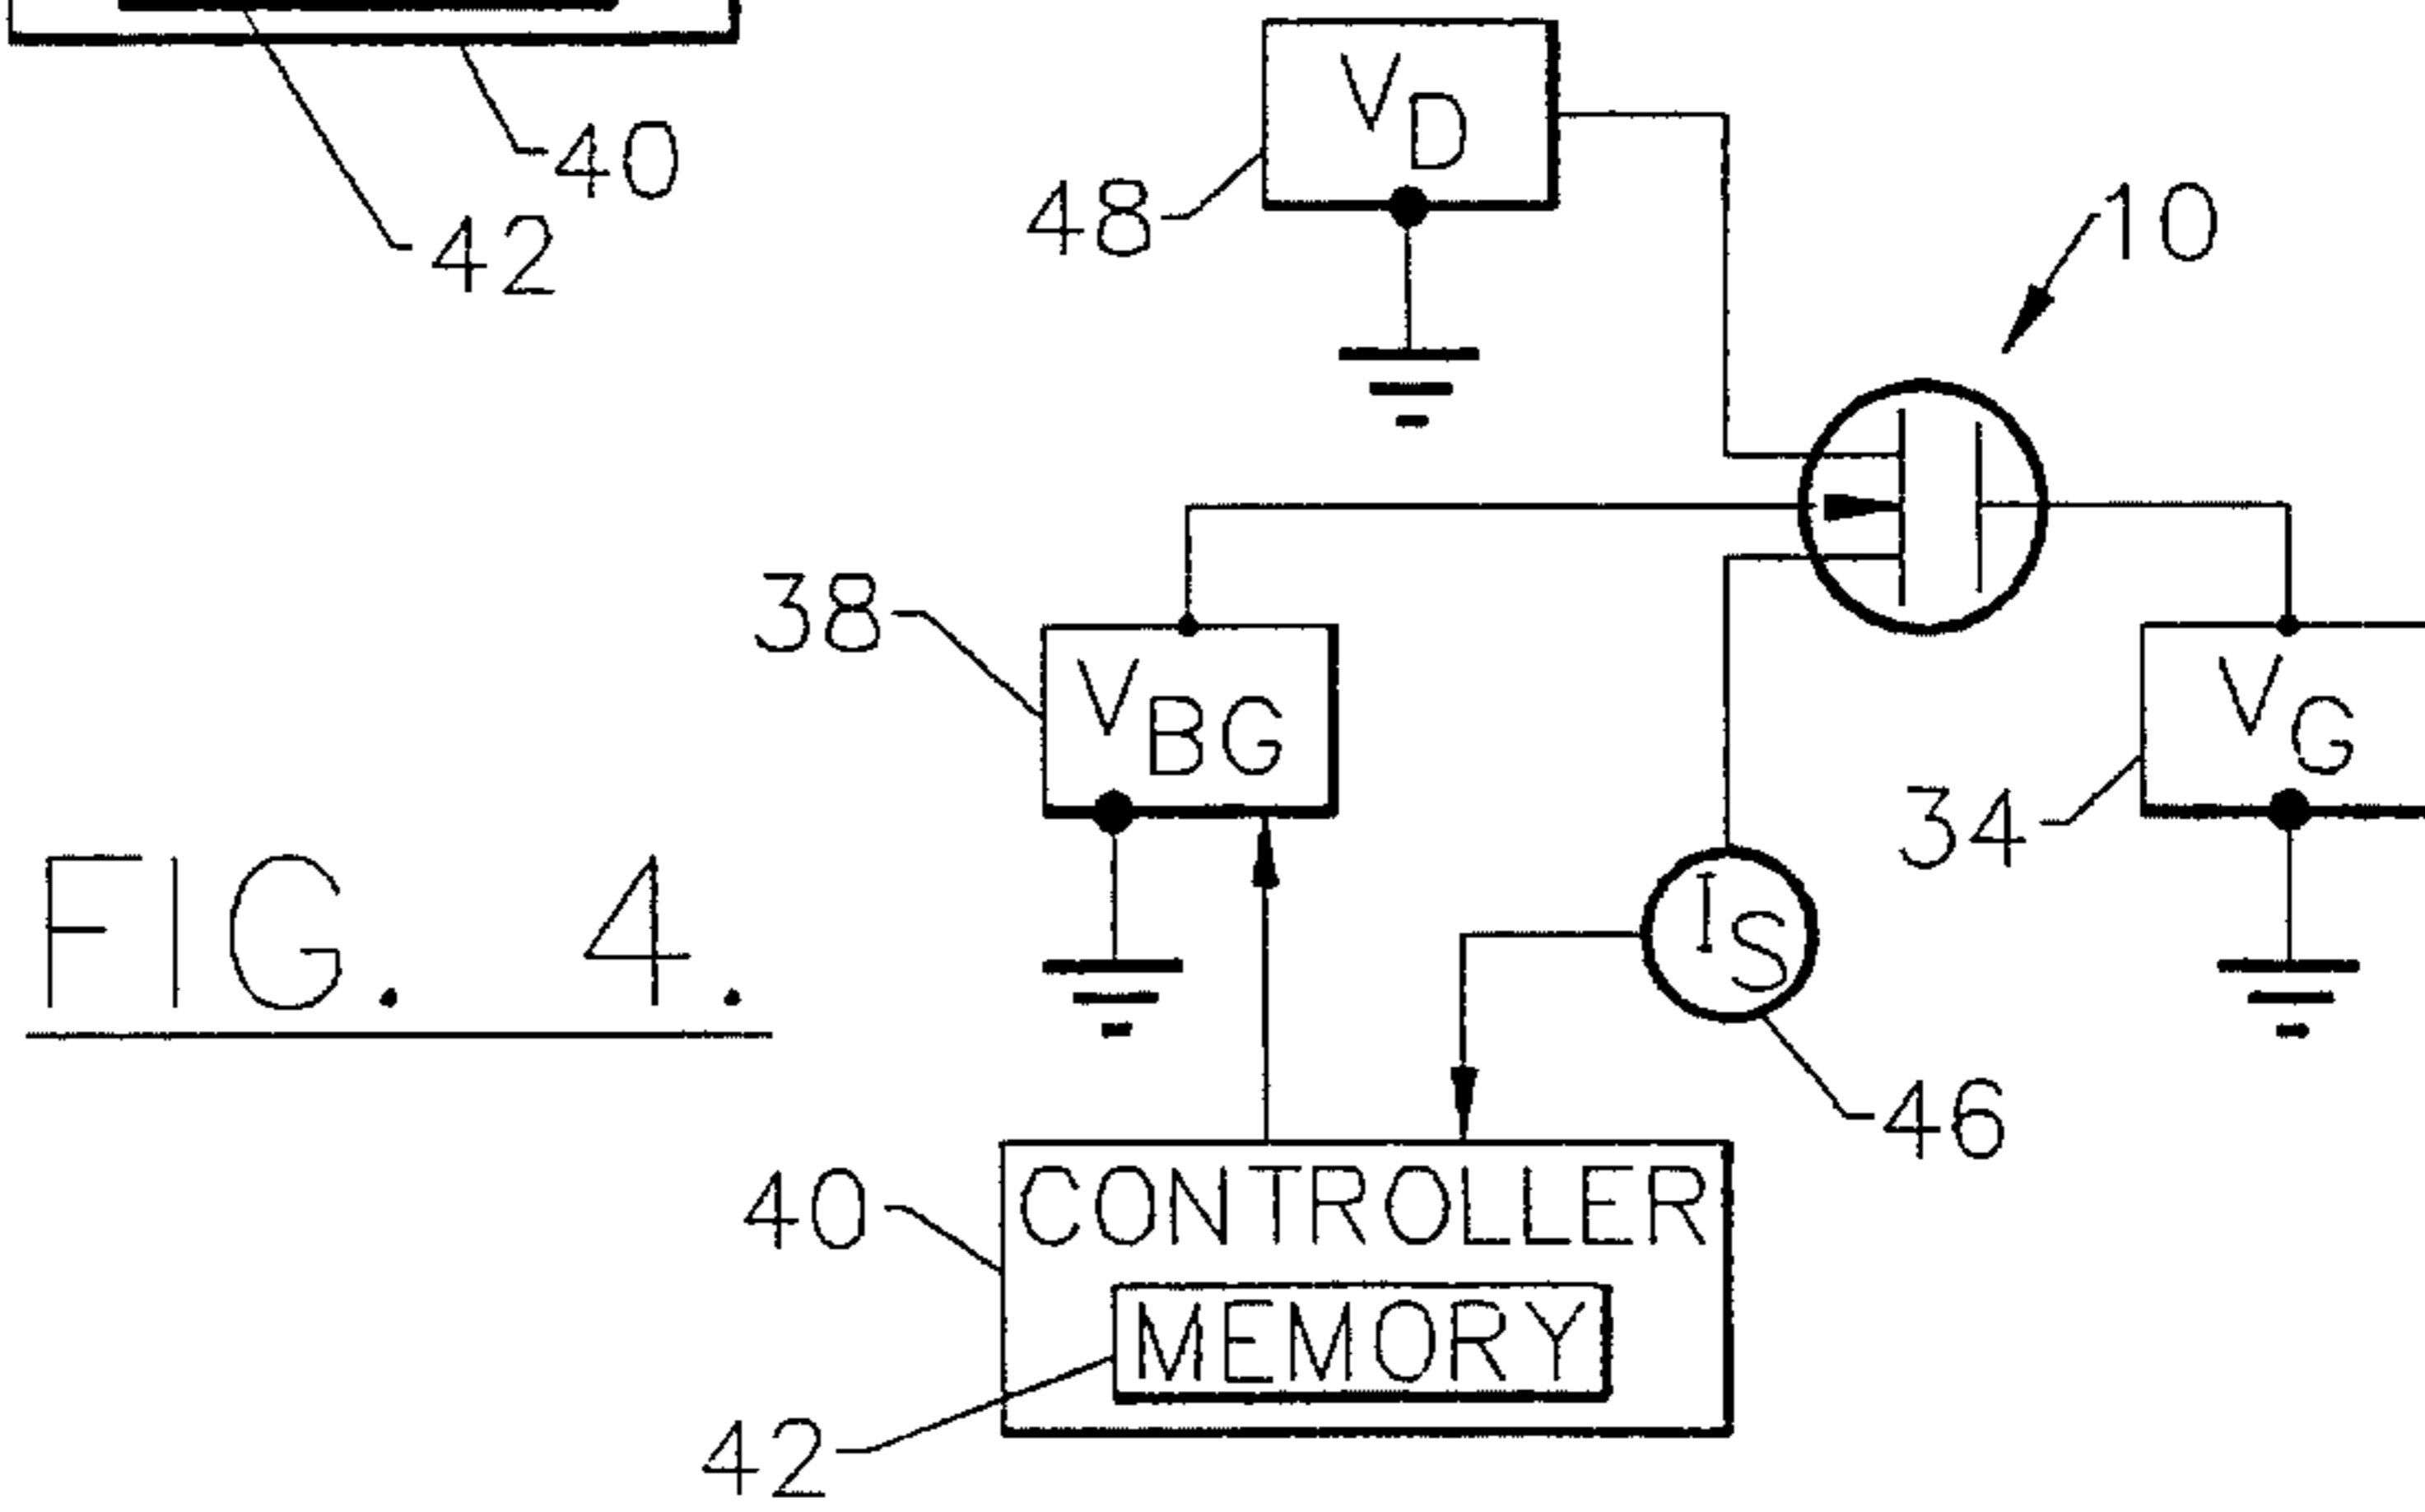 40
42
V_D
48
10
38
V_BG
V_G
34
FIG. 4.
I_S
46
40
CONTROLLER
MEMORY
42